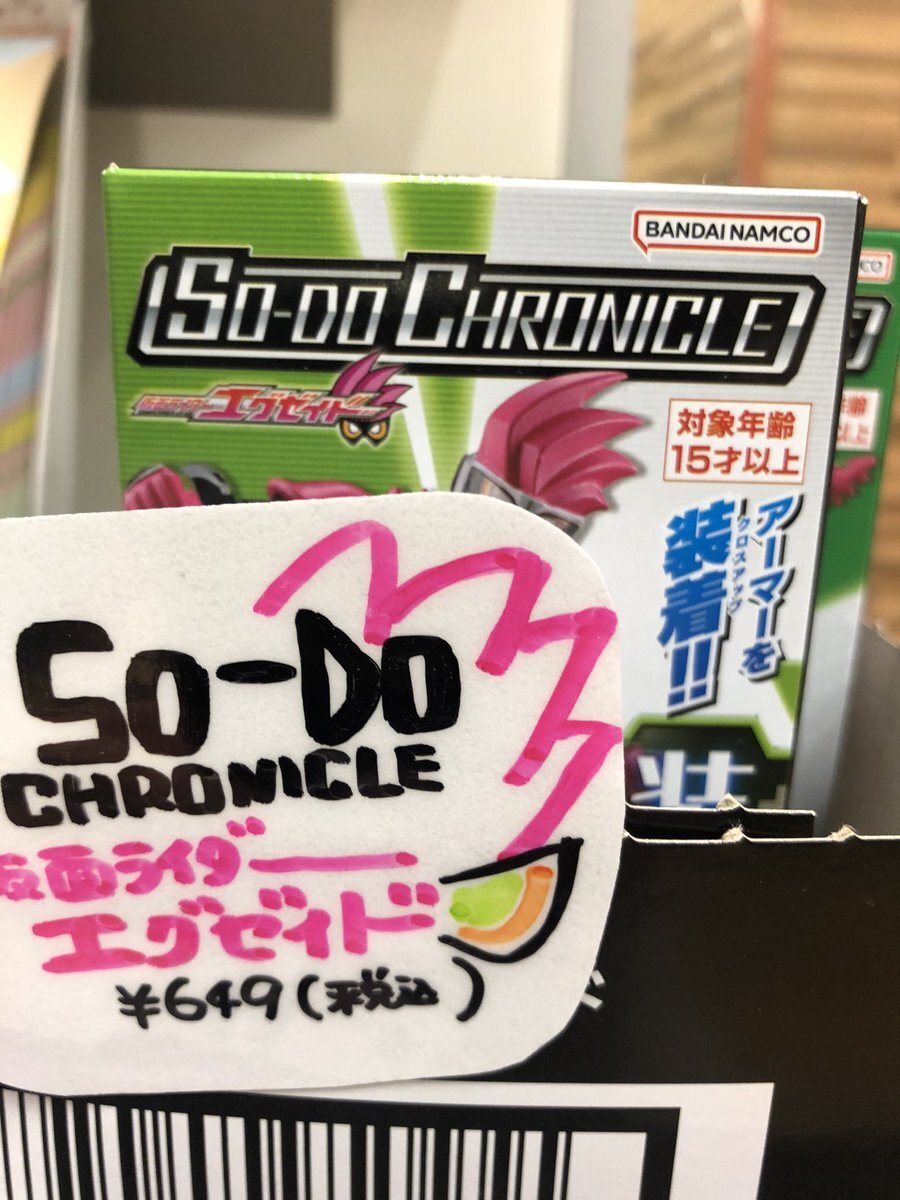 BANDAI NAMCO
SO-DO CHRONICLE
仮面ライダー エグゼイド
対象年齢
15才以上
アーマーを
クロスアップ
装着!!
装
SO-DO
CHRONICLE
仮面ライダー
エグゼイド
¥649(税込)